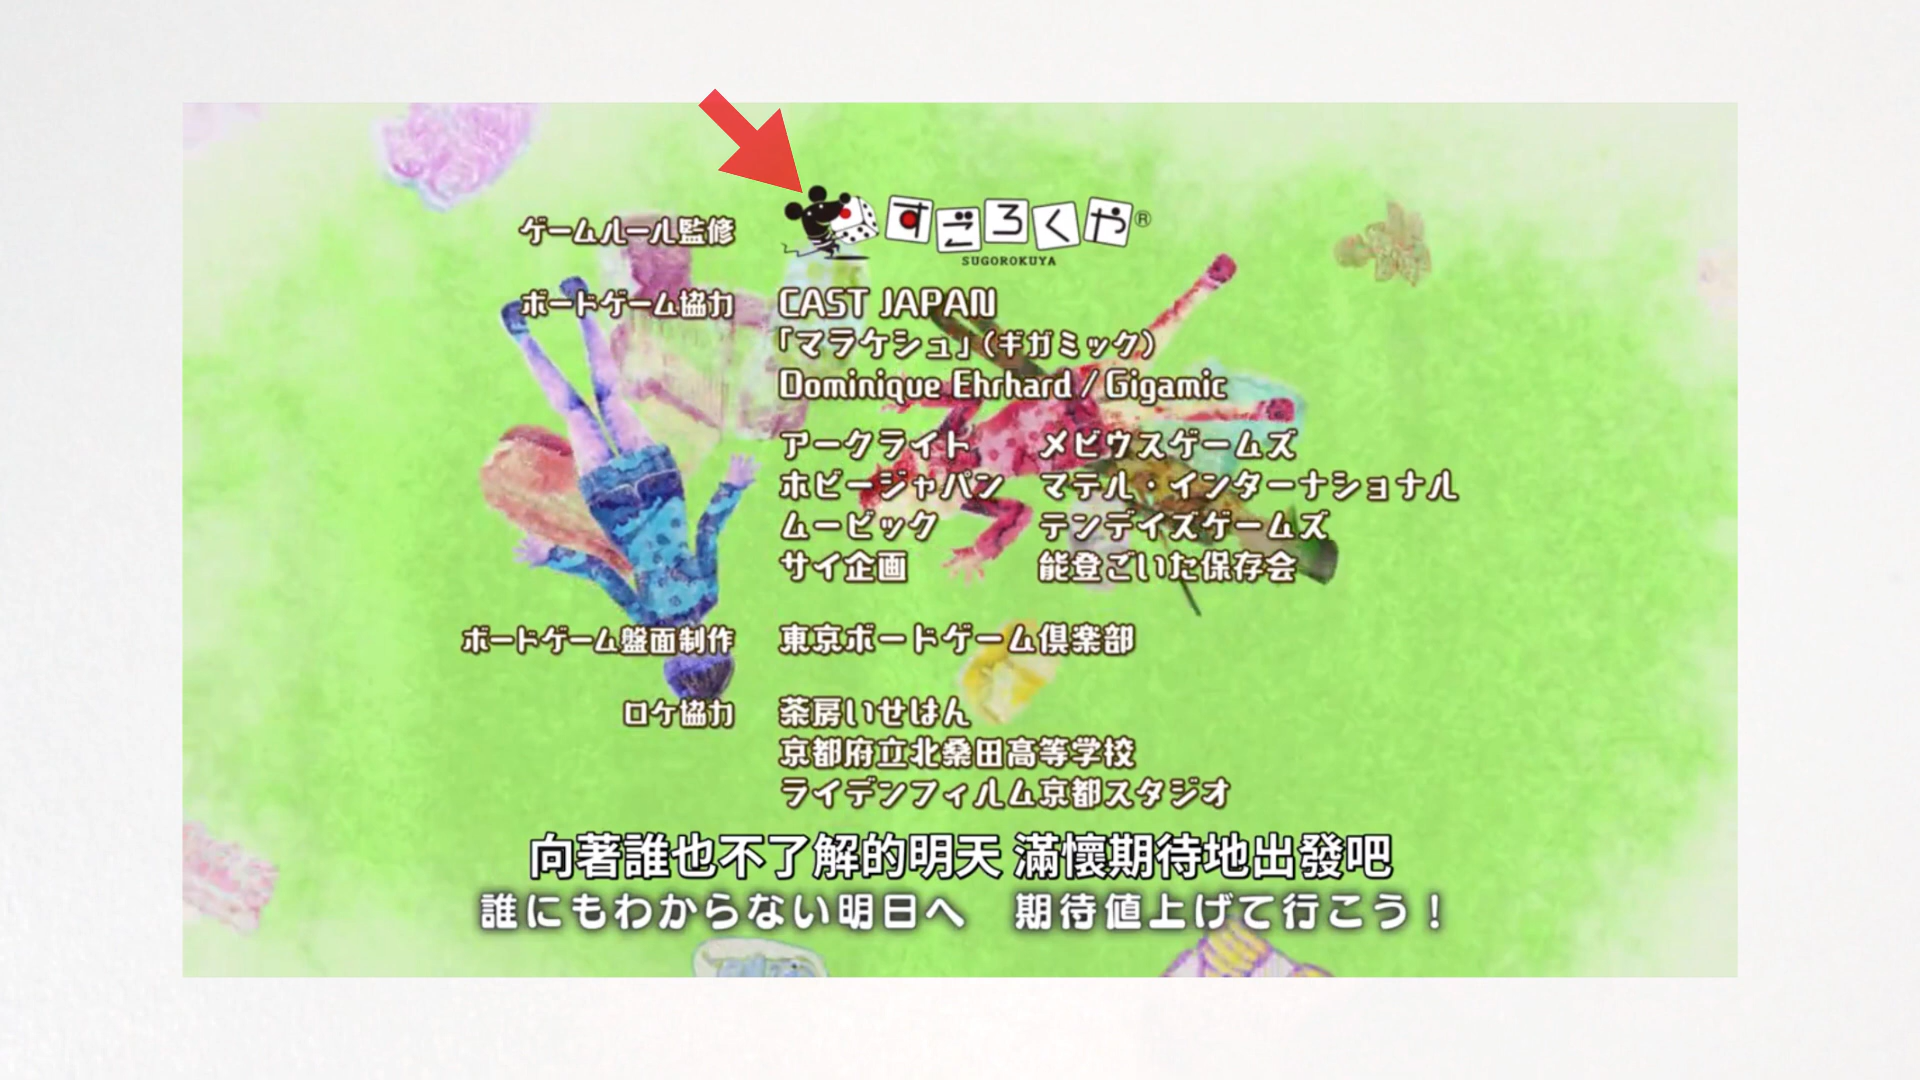 ゲームルール監修 すごろくや®
SUGOROKUYA
ボードゲーム協力 CAST JAPAN
「マラケシュ」（ギガミック）
Dominique Ehrhard / Gigamic
アークライト メビウスゲームズ
ホビージャパン マテル・インターナショナル
ムービック テンデイズゲームズ
サイ企画 能登ごいた保存会
ボードゲーム盤面制作 東京ボードゲーム倶楽部
ロケ協力 茶房いせはん
京都府立北桑田高等学校
ライデンフィルム京都スタジオ
向著誰也不了解的明天 滿懷期待地出發吧
誰にもわからない明日へ 期待値上げて行こう！